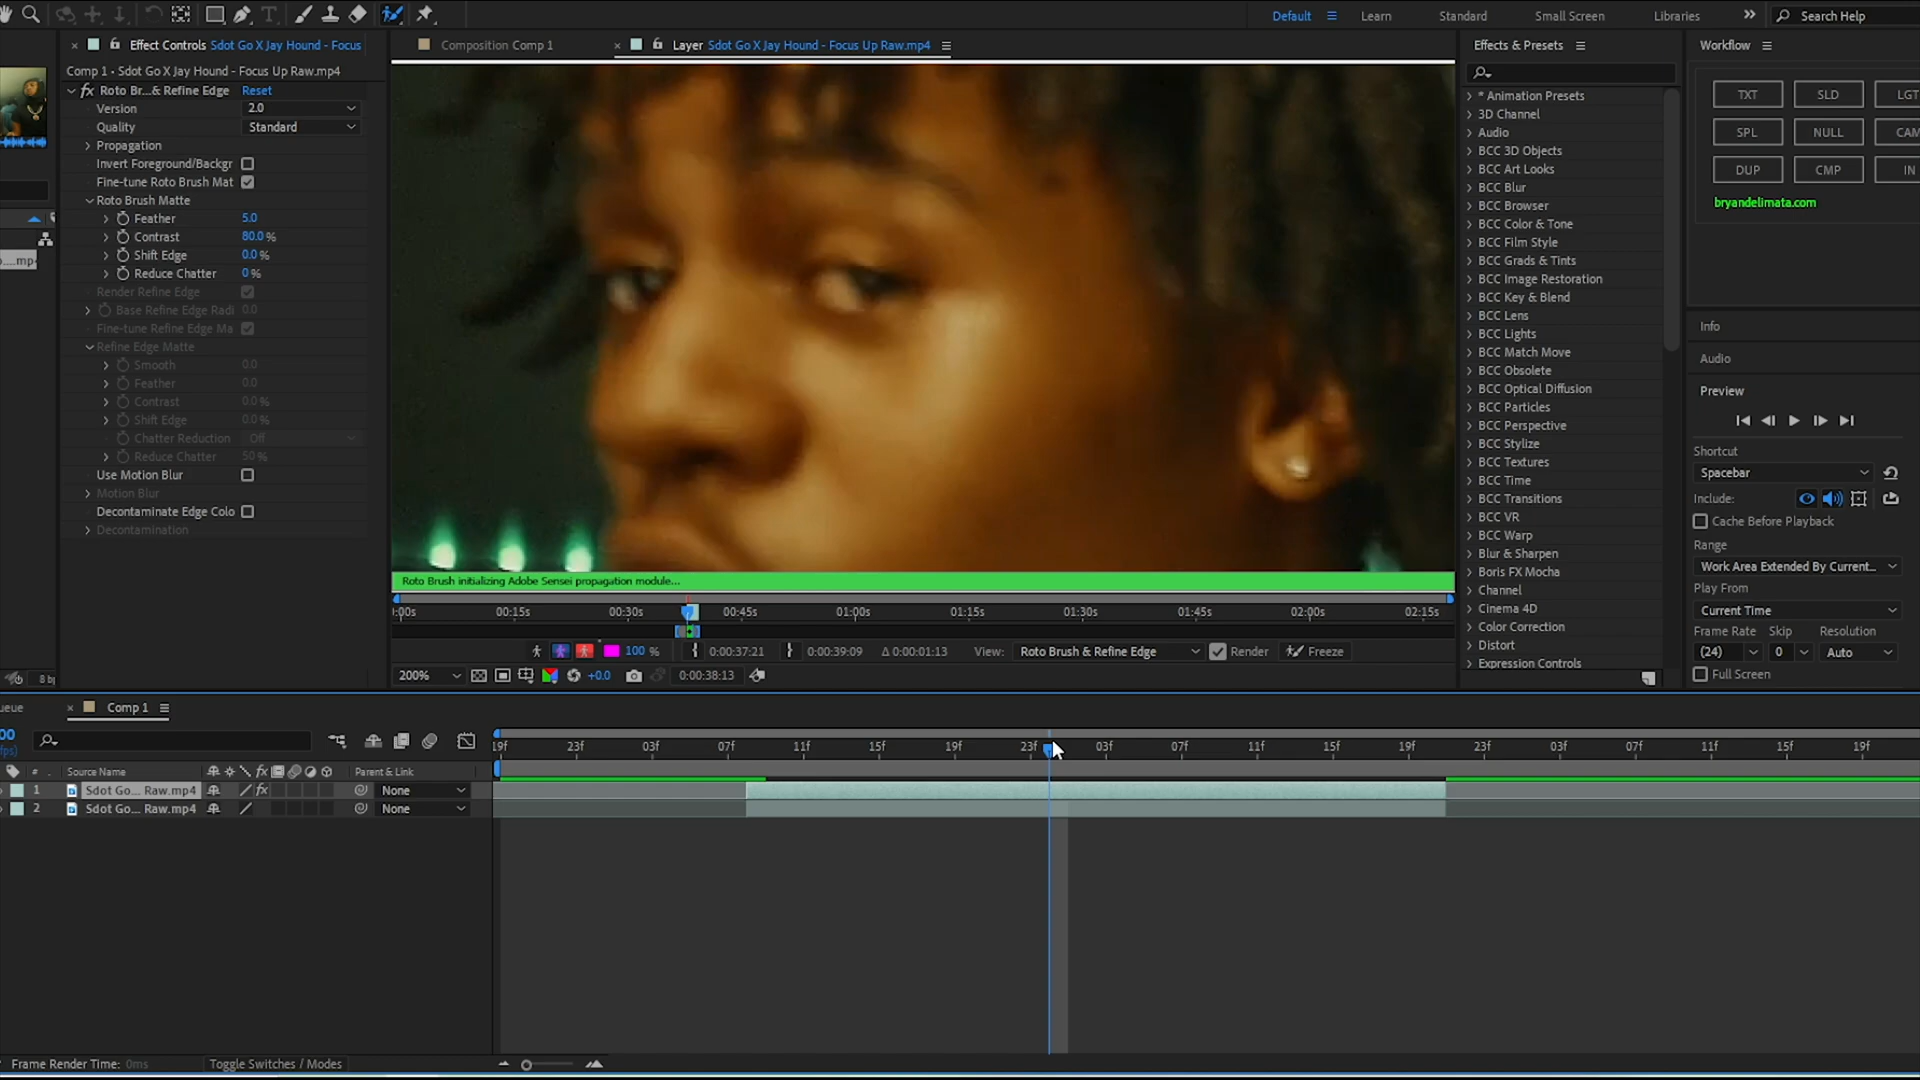 Default
Learn
Standard
Small Screen
Libraries
Search Help
Effect Controls Sdot Go X Jay Hound - Focus
Composition Comp 1
Layer Sdot Go X Jay Hound - Focus Up Raw.mp4
Effects & Presets
Workflow
Comp 1 • Sdot Go X Jay Hound - Focus Up Raw.mp4
fx Roto Br...& Refine Edge Reset
Version 2.0
Quality Standard
Propagation
Invert Foreground/Backgr
Fine-tune Roto Brush Mat
Roto Brush Matte
Feather 5.0
Contrast 80.0 %
Shift Edge 0.0 %
Reduce Chatter 0 %
Render Refine Edge
Base Refine Edge Radi 0.0
Fine-tune Refine Edge Ma
Refine Edge Matte
Smooth 0.0
Feather 0.0
Contrast 0.0 %
Shift Edge 0.0 %
Chatter Reduction Off
Reduce Chatter 50 %
Use Motion Blur
Motion Blur
Decontaminate Edge Colo
Decontamination
...mp
Roto Brush initializing Adobe Sensei propagation module...
:00s 00:15s 00:30s 00:45s 01:00s 01:15s 01:30s 01:45s 02:00s 02:15s
100 % 0:00:37:21 0:00:39:09 Δ 0:00:01:13 View: Roto Brush & Refine Edge Render Freeze
200% +0.0 0:00:38:13
* Animation Presets
3D Channel
Audio
BCC 3D Objects
BCC Art Looks
BCC Blur
BCC Browser
BCC Color & Tone
BCC Film Style
BCC Grads & Tints
BCC Image Restoration
BCC Key & Blend
BCC Lens
BCC Lights
BCC Match Move
BCC Obsolete
BCC Optical Diffusion
BCC Particles
BCC Perspective
BCC Stylize
BCC Textures
BCC Time
BCC Transitions
BCC VR
BCC Warp
Blur & Sharpen
Boris FX Mocha
Channel
Cinema 4D
Color Correction
Distort
Expression Controls
TXT SLD LGT
SPL NULL CAM
DUP CMP IN
bryandelimata.com
Info
Audio
Preview
Shortcut
Spacebar
Include:
Cache Before Playback
Range
Work Area Extended By Current...
Play From
Current Time
Frame Rate Skip Resolution
(24) 0 Auto
Full Screen
8 b
ueue
Comp 1
00
fps)
19f 23f 03f 07f 11f 15f 19f 23f 03f 07f 11f 15f 19f 23f 03f 07f 11f 15f 19f
# Source Name fx Parent & Link
1 Sdot Go... Raw.mp4 fx None
2 Sdot Go... Raw.mp4 None
Frame Render Time: 0ms Toggle Switches / Modes